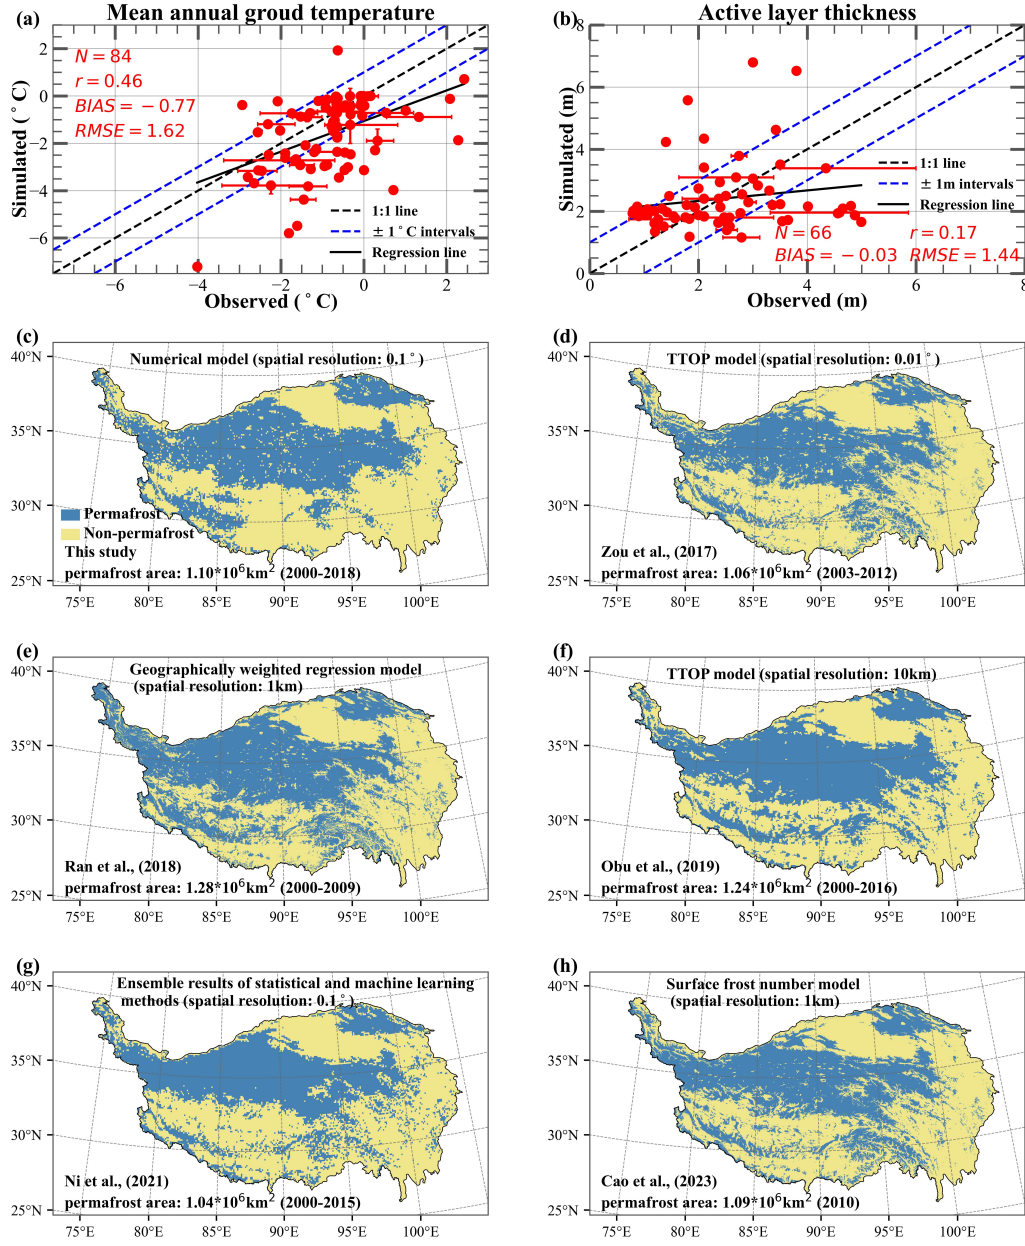 (a) Mean annual groud temperature
N = 84
r = 0.46
BIAS = −0.77
RMSE = 1.62
1:1 line
± 1°C intervals
Regression line
2
0
−2
−4
−6
Simulated (°C)
−6 −4 −2 0 2
Observed (°C)
(b) Active layer thickness
1:1 line
± 1m intervals
Regression line
N = 66 r = 0.17
BIAS = −0.03 RMSE = 1.44
8
6
4
2
0
Simulated (m)
0 2 4 6 8
Observed (m)
(c)
Numerical model (spatial resolution: 0.1°)
40°N
35°N
30°N
25°N
Permafrost
Non-permafrost
This study
permafrost area: 1.10*10⁶km² (2000-2018)
75°E 80°E 85°E 90°E 95°E 100°E
(d)
TTOP model (spatial resolution: 0.01°)
40°N
35°N
30°N
25°N
Zou et al., (2017)
permafrost area: 1.06*10⁶km² (2003-2012)
75°E 80°E 85°E 90°E 95°E 100°E
(e)
Geographically weighted regression model
(spatial resolution: 1km)
40°N
35°N
30°N
25°N
Ran et al., (2018)
permafrost area: 1.28*10⁶km² (2000-2009)
75°E 80°E 85°E 90°E 95°E 100°E
(f)
TTOP model (spatial resolution: 10km)
40°N
35°N
30°N
25°N
Obu et al., (2019)
permafrost area: 1.24*10⁶km² (2000-2016)
75°E 80°E 85°E 90°E 95°E 100°E
(g)
Ensemble results of statistical and machine learning
methods (spatial resolution: 0.1°)
40°N
35°N
30°N
25°N
Ni et al., (2021)
permafrost area: 1.04*10⁶km² (2000-2015)
75°E 80°E 85°E 90°E 95°E 100°E
(h)
Surface frost number model
(spatial resolution: 1km)
40°N
35°N
30°N
25°N
Cao et al., (2023)
permafrost area: 1.09*10⁶km² (2010)
75°E 80°E 85°E 90°E 95°E 100°E